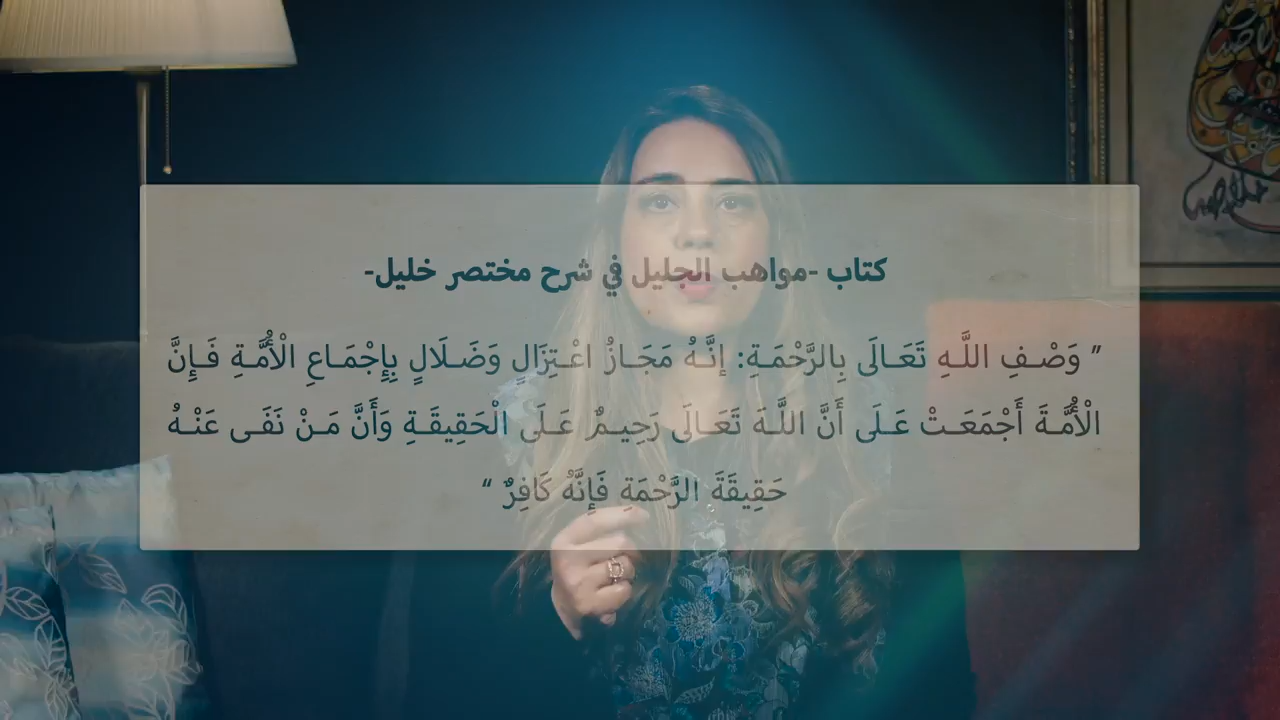 كتاب -مواهب الجليل في شرح مختصر خليل-
" وَصْفِ اللَّهِ تَعَالَى بِالرَّحْمَةِ: إنَّهُ مَجَازُ اعْتِزَالٍ وَضَلَالٍ بِإِجْمَاعِ الْأُمَّةِ فَإِنَّ
الْأُمَّةَ أَجْمَعَتْ عَلَى أَنَّ اللَّهَ تَعَالَى رَحِيمٌ عَلَى الْحَقِيقَةِ وَأَنَّ مَنْ نَفَى عَنْهُ
حَقِيقَةَ الرَّحْمَةِ فَإِنَّهُ كَافِرٌ "